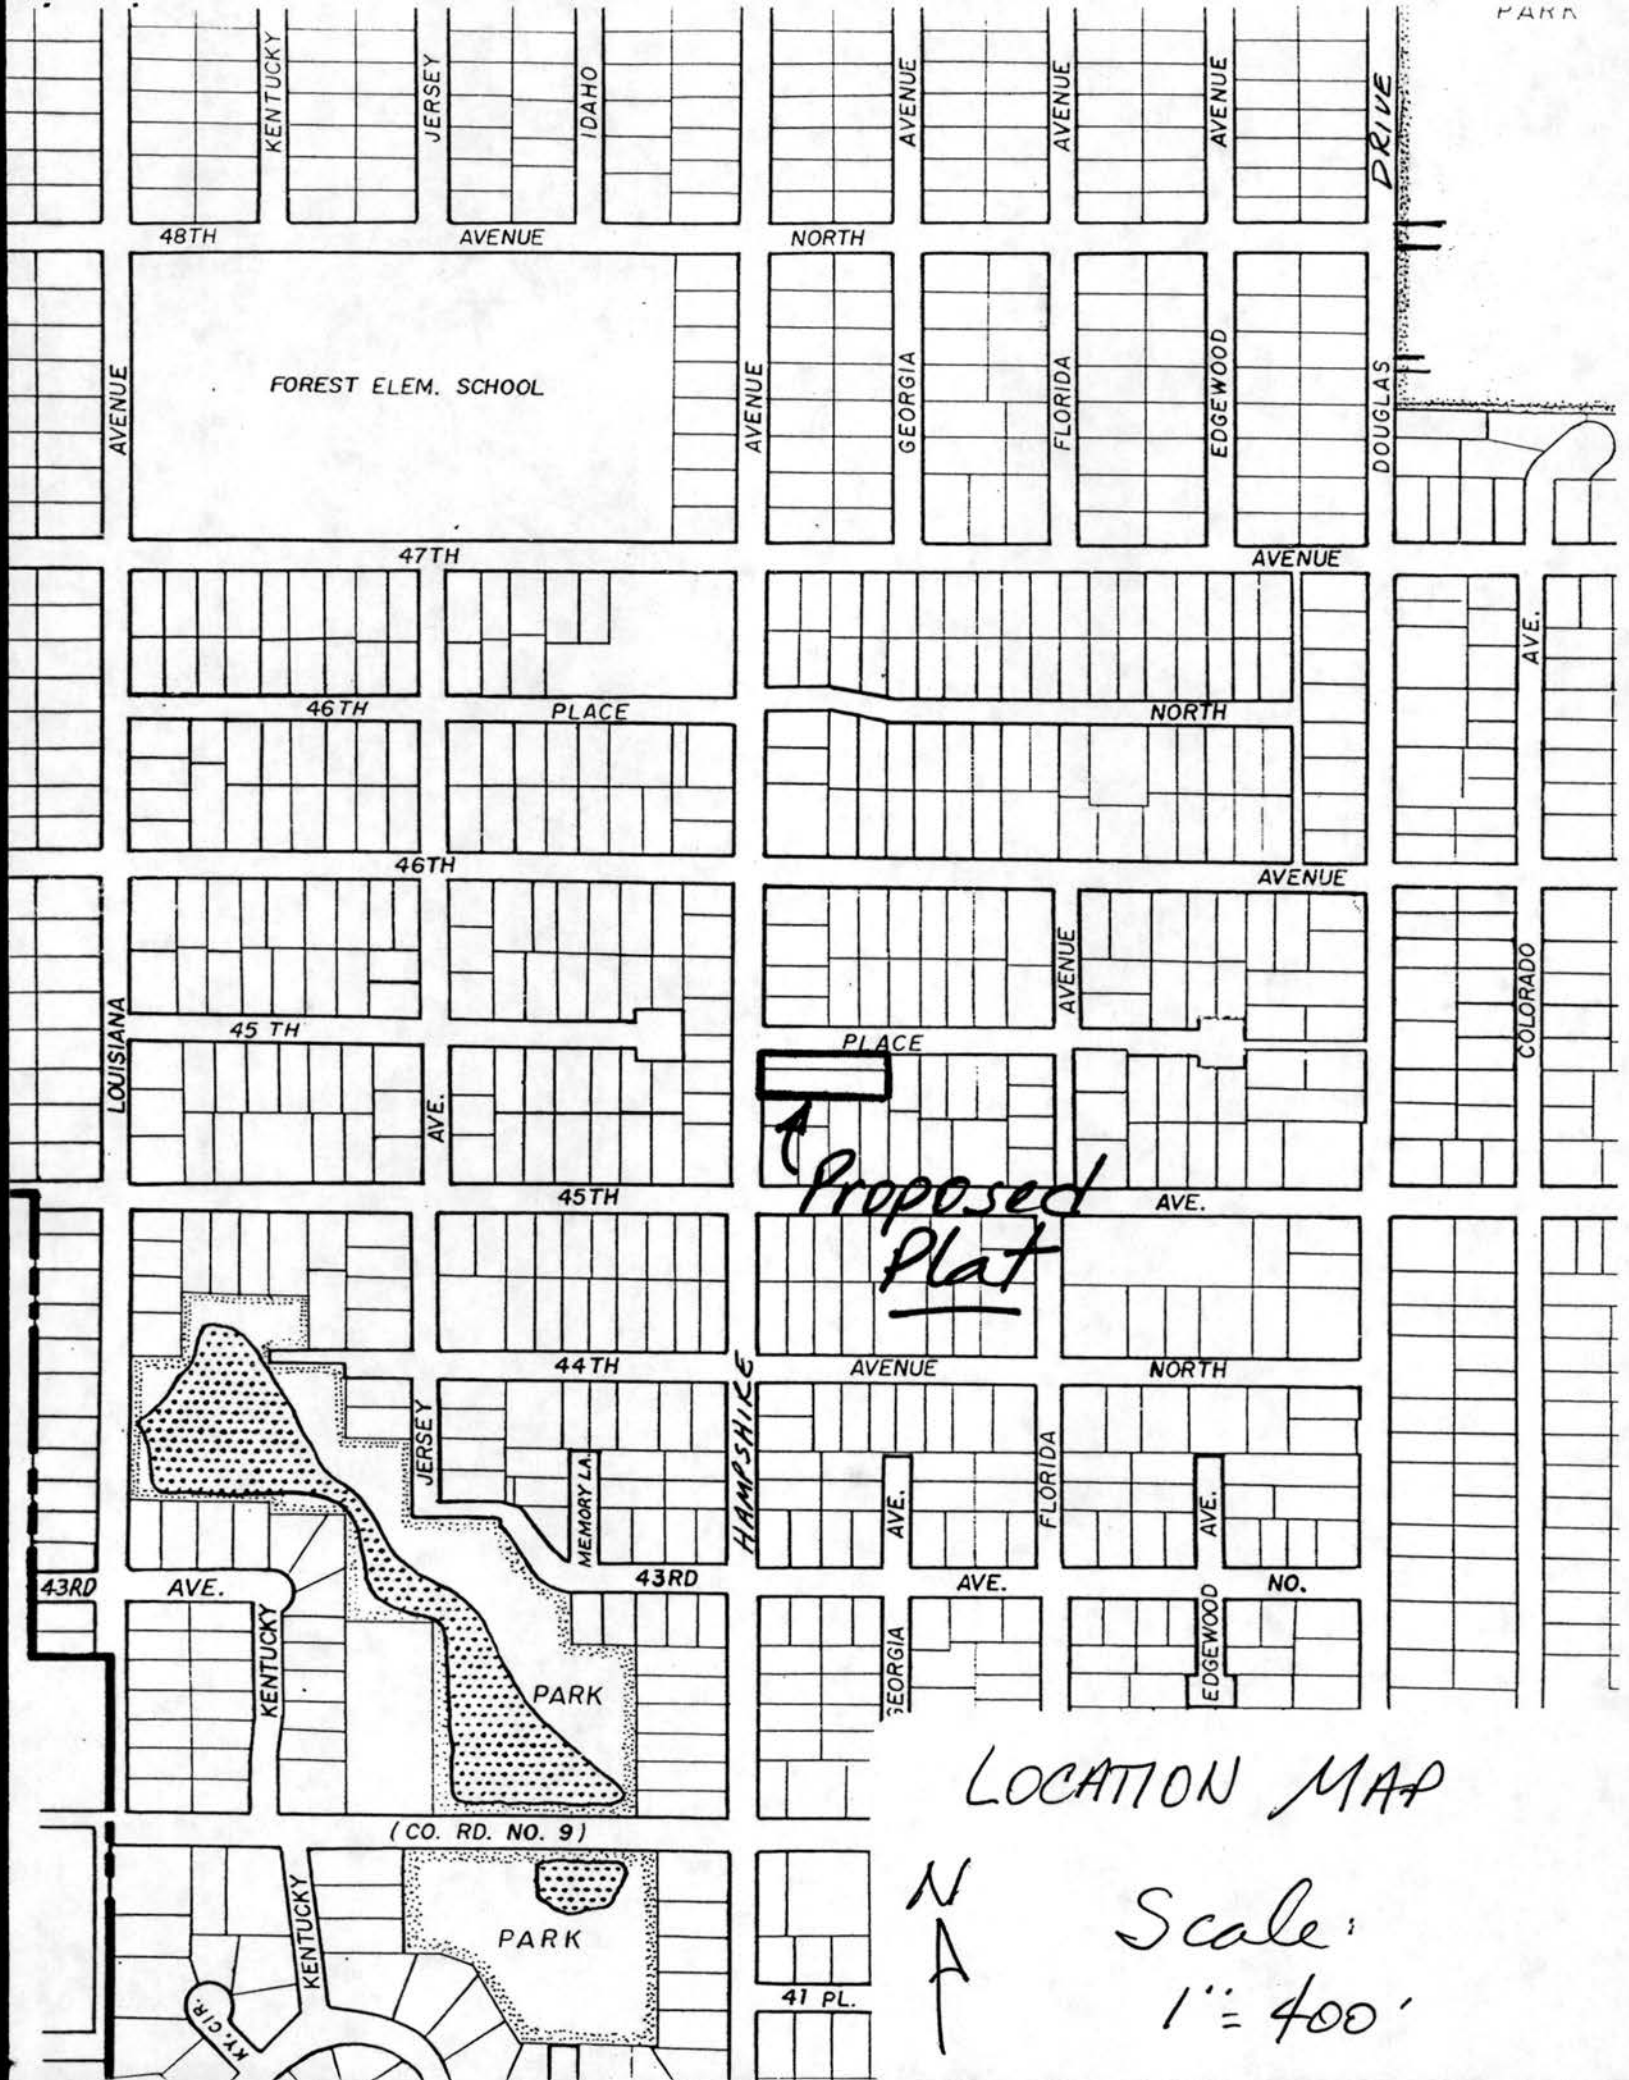 PARK
KENTUCKY
JERSEY
IDAHO
AVENUE
AVENUE
AVENUE
DRIVE
48TH AVENUE NORTH
AVENUE
FOREST ELEM. SCHOOL
AVENUE
GEORGIA
FLORIDA
EDGEWOOD
DOUGLAS
47TH AVENUE
AVE.
46TH PLACE NORTH
46TH AVENUE
LOUISIANA
AVENUE
COLORADO
45 TH PLACE
AVE.
45TH AVE.
Proposed
Plat
44TH AVENUE NORTH
JERSEY
MEMORY LA.
HAMPSHIRE
AVE.
FLORIDA
AVE.
43RD AVE. 43RD AVE. NO.
KENTUCKY
GEORGIA
EDGEWOOD
PARK
LOCATION MAP
(CO. RD. NO. 9)
KENTUCKY
PARK
N
Scale:
1" = 400'
41 PL.
KY. CIR.